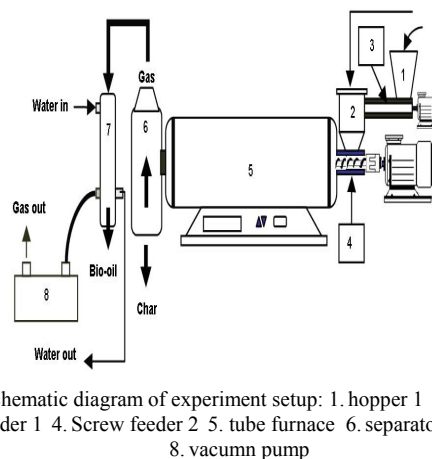 Gas
3
1
Water in
7
6
2
5
Gas out
4
Bio-oil
8
Char
Water out
schematic diagram of experiment setup: 1. hopper 1
der 1 4. Screw feeder 2 5. tube furnace 6. separato
8. vacumn pump